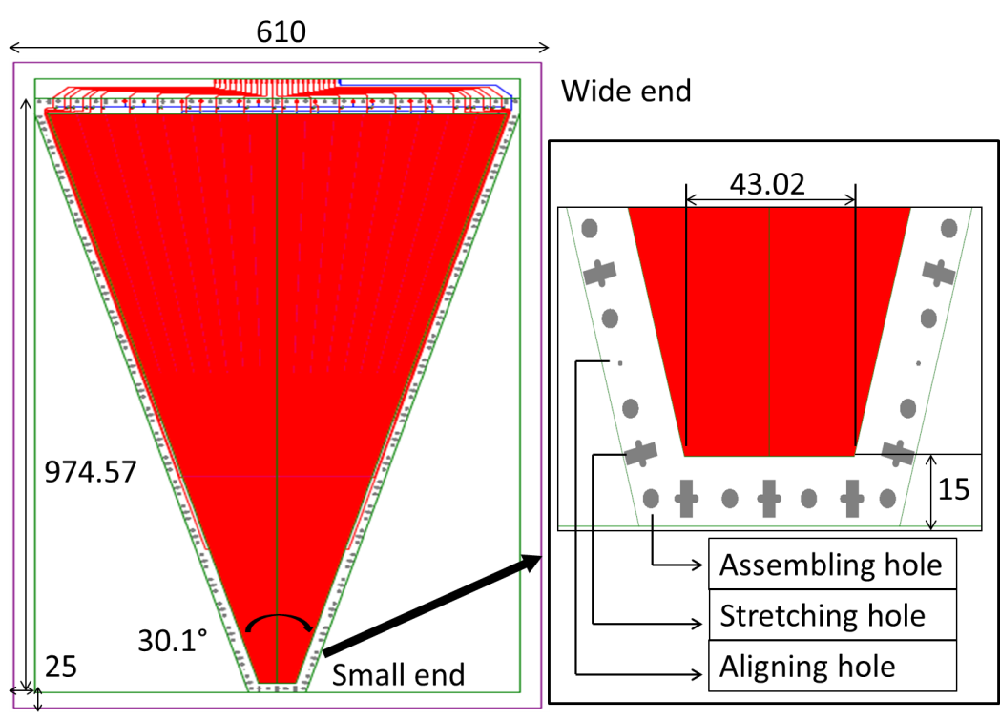 610
Wide end
43.02
974.57
15
Assembling hole
30.1°
Stretching hole
25
Small end
Aligning hole